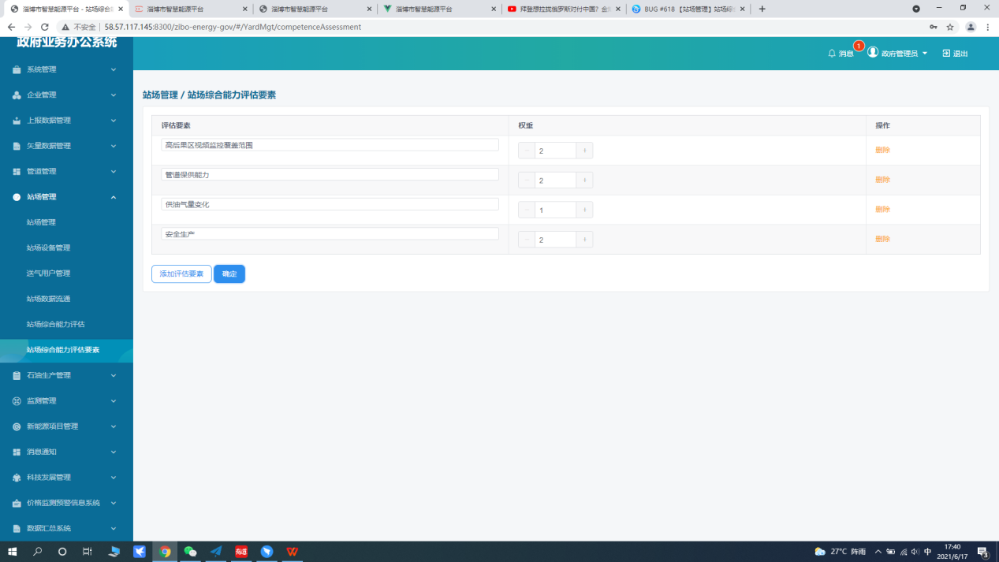 淄博市智慧能源平台 - 站场综合
淄博市智慧能源平台
淄博市智慧能源平台
淄博市智慧能源平台
拜登想拉拢俄罗斯对付中国？
BUG #618 【站场管理】站场综
不安全
58.57.117.145:8300/zibo-energy-gov/#/YardMgt/competenceAssessment
政府业务办公系统
消息
1
政府管理员
退出
系统管理
企业管理
上报数据管理
矢量数据管理
管道管理
站场管理
站场管理
站场设备管理
送气用户管理
站场数据流通
站场综合能力评估
站场综合能力评估要素
石油生产管理
监测管理
新能源项目管理
消息通知
科技发展管理
价格监测预警信息系统
数据汇总系统
站场管理 / 站场综合能力评估要素
评估要素 权重 操作
高后果区视频监控覆盖范围 2 删除
管道保供能力 2 删除
供油气量变化 1 删除
安全生产 2 删除
添加评估要素 确定
27°C 阵雨
中
17:40
2021/6/17
3